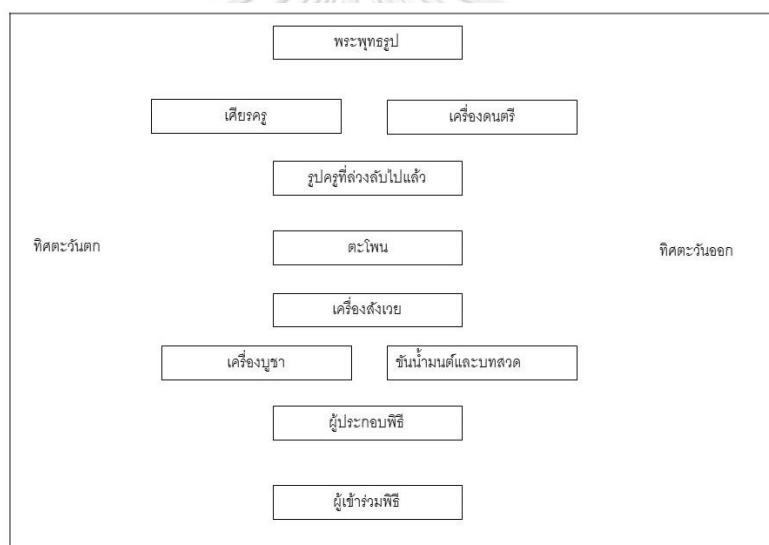 พระพุทธรูป
เศียรครู
เครื่องดนตรี
รูปครูที่ล่วงลับไปแล้ว
ทิศตะวันตก
ตะโพน
ทิศตะวันออก
เครื่องสังเวย
เครื่องบูชา
ขันน้ำมนต์และบทสวด
ผู้ประกอบพิธี
ผู้เข้าร่วมพิธี